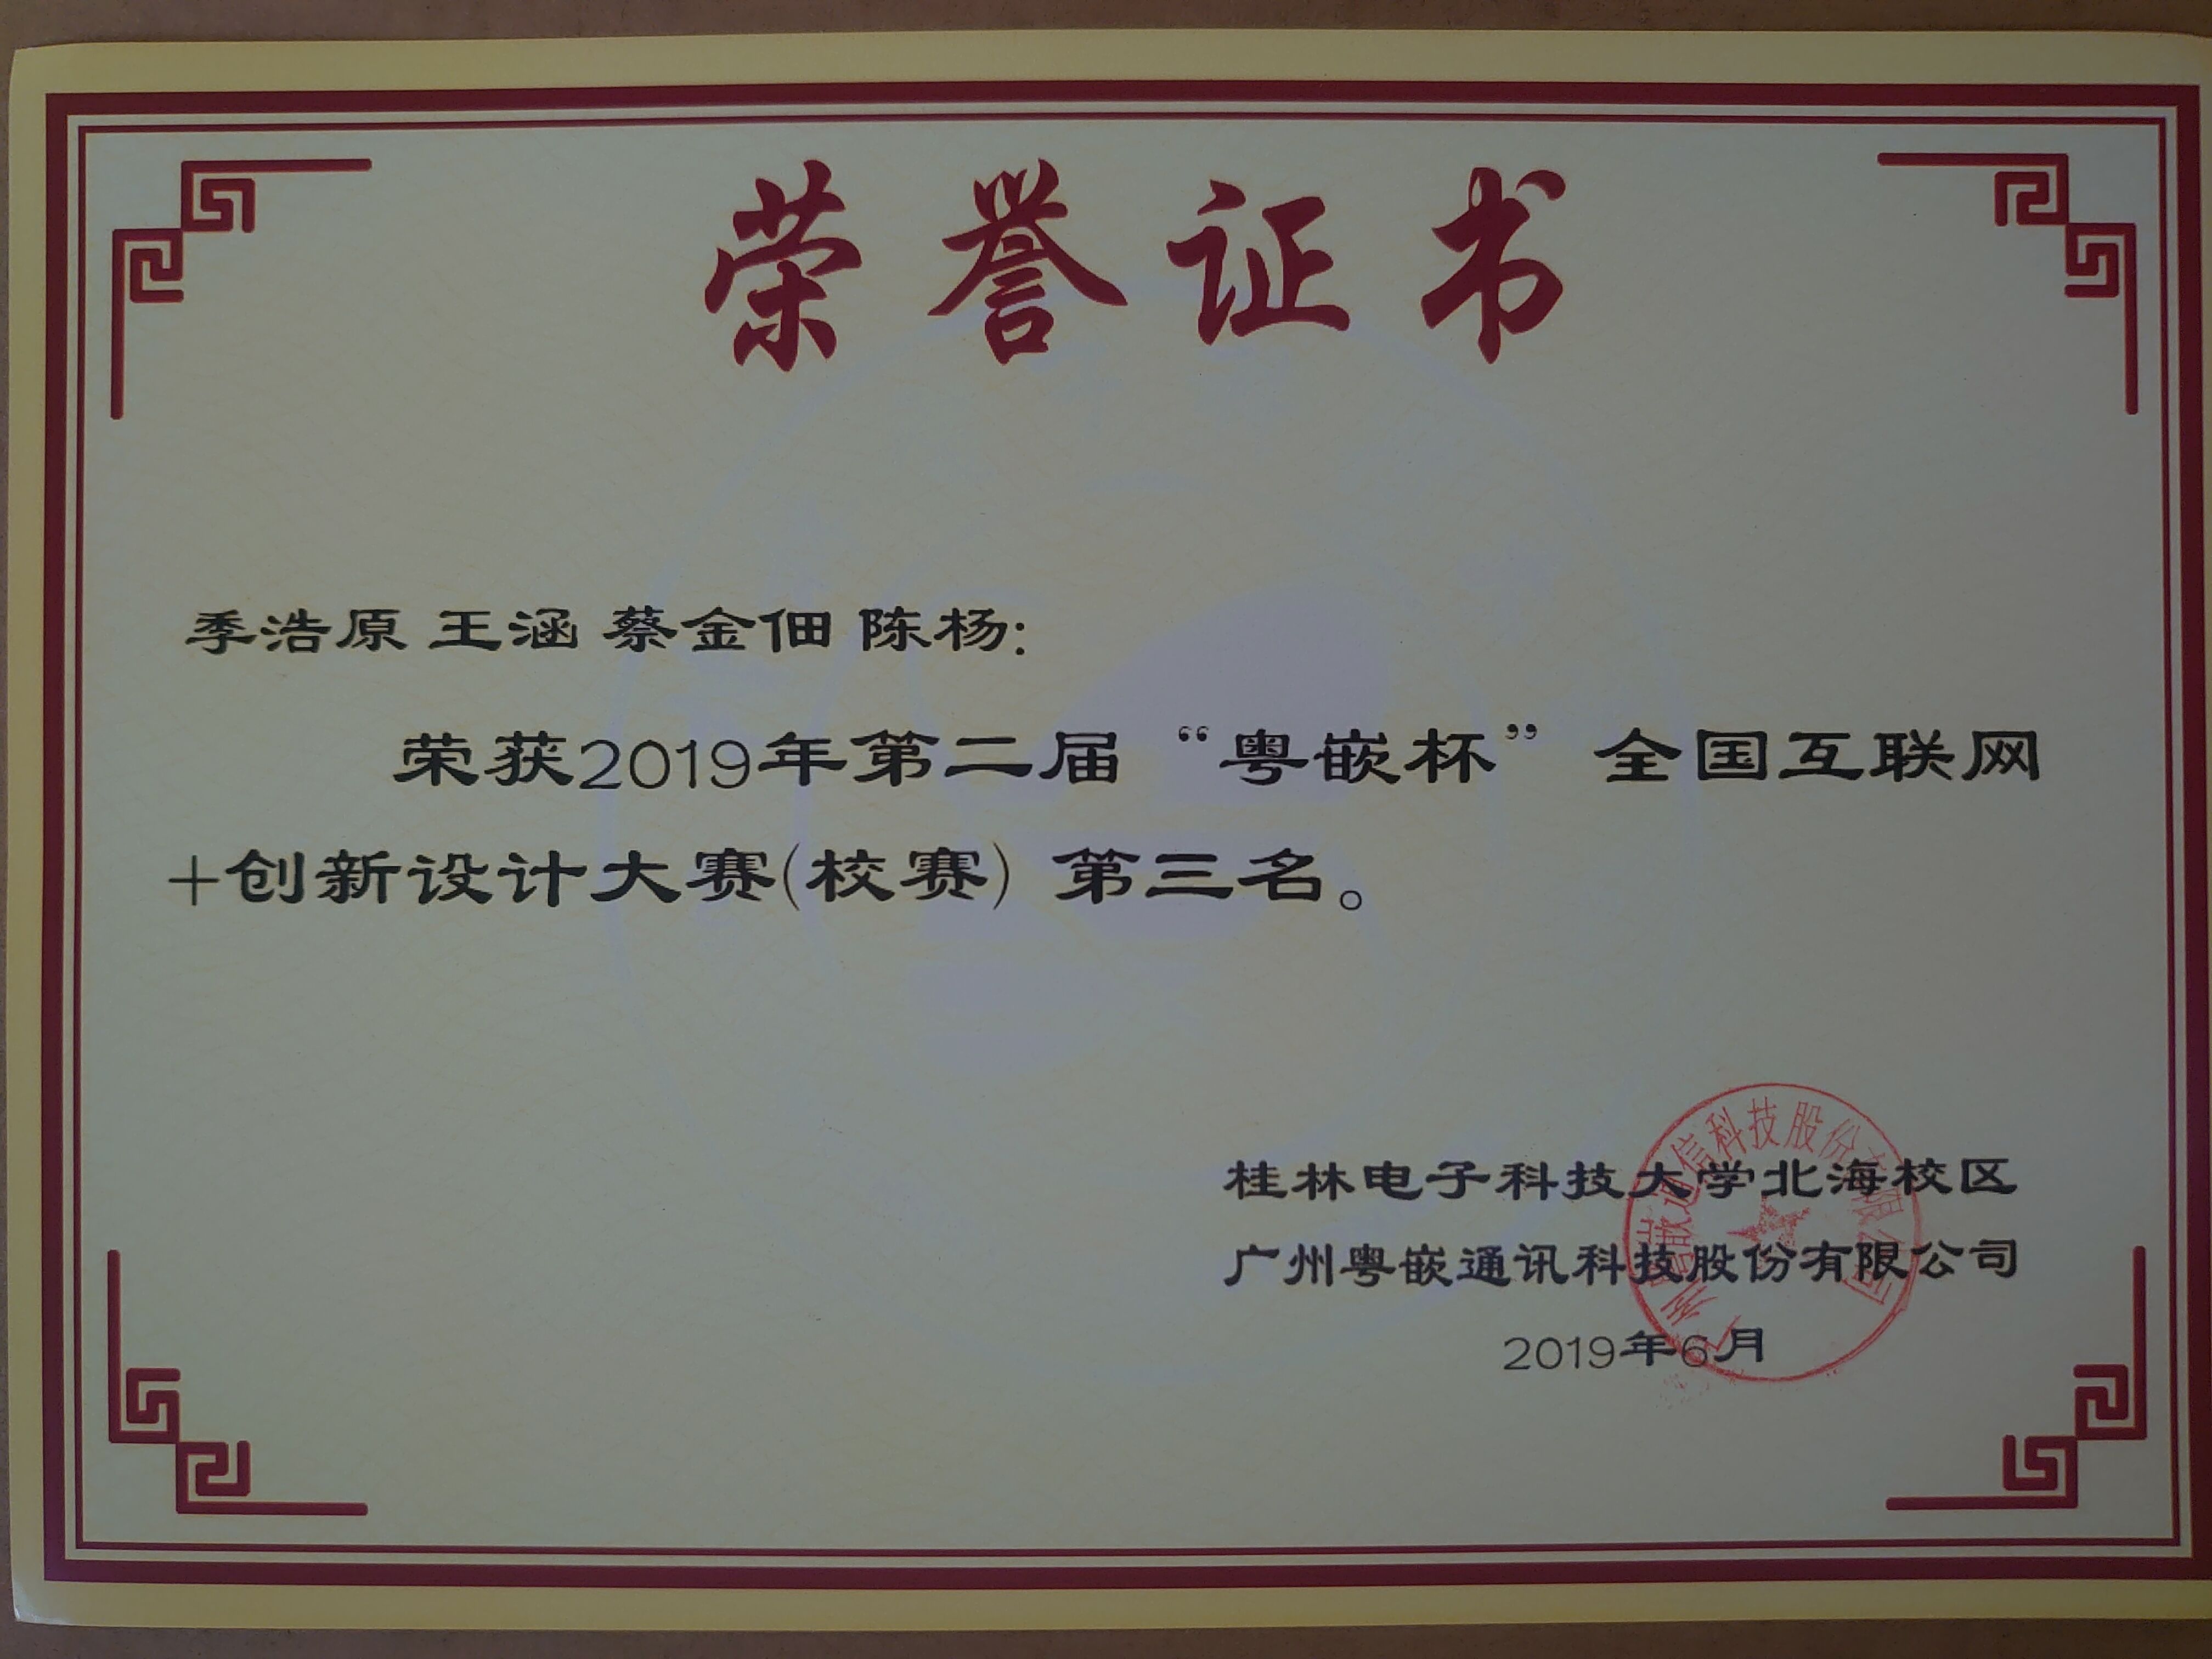 荣誉证书
季浩原 王涵 蔡金佃 陈杨:
荣获2019年第二届“粤嵌杯”全国互联网
+创新设计大赛(校赛) 第三名。
桂林电子科技大学北海校区
广州粤嵌通讯科技股份有限公司
2019年6月
广州粤嵌通信科技股份有限公司